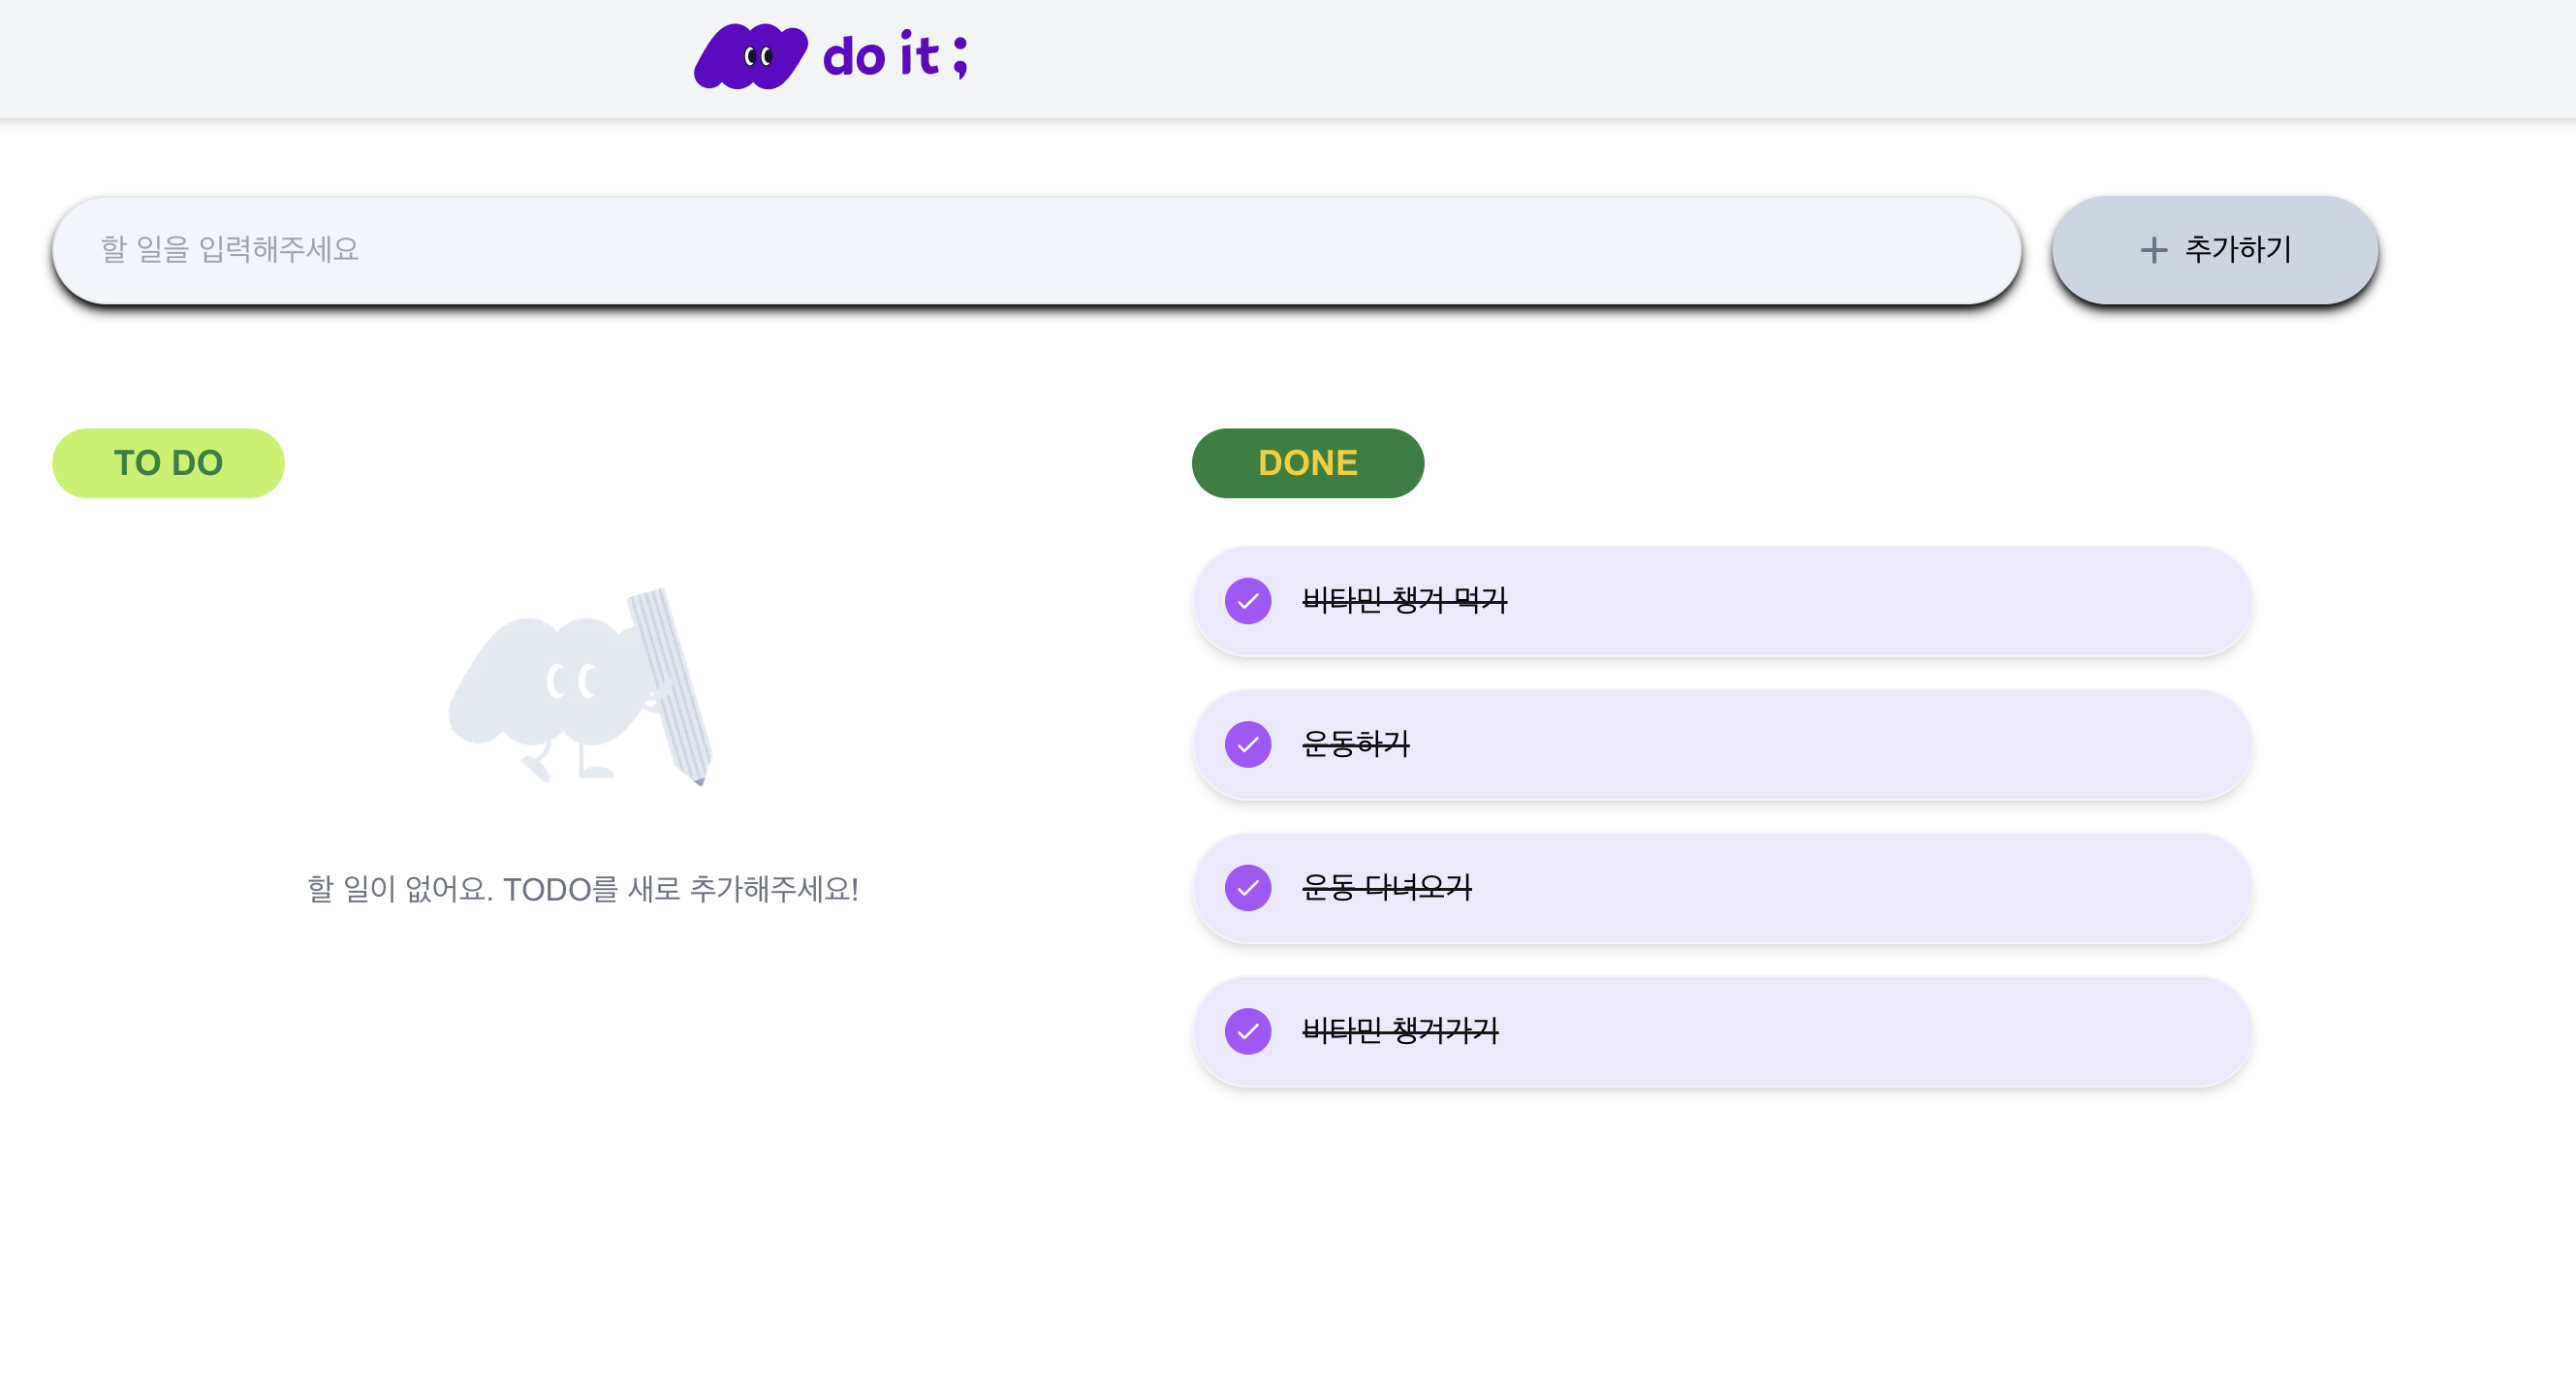 do it ;
할 일을 입력해주세요
추가하기
TO DO
할 일이 없어요. TODO를 새로 추가해주세요!
DONE
비타민 챙겨 먹기
운동하기
운동 다녀오기
비타민 챙겨가기